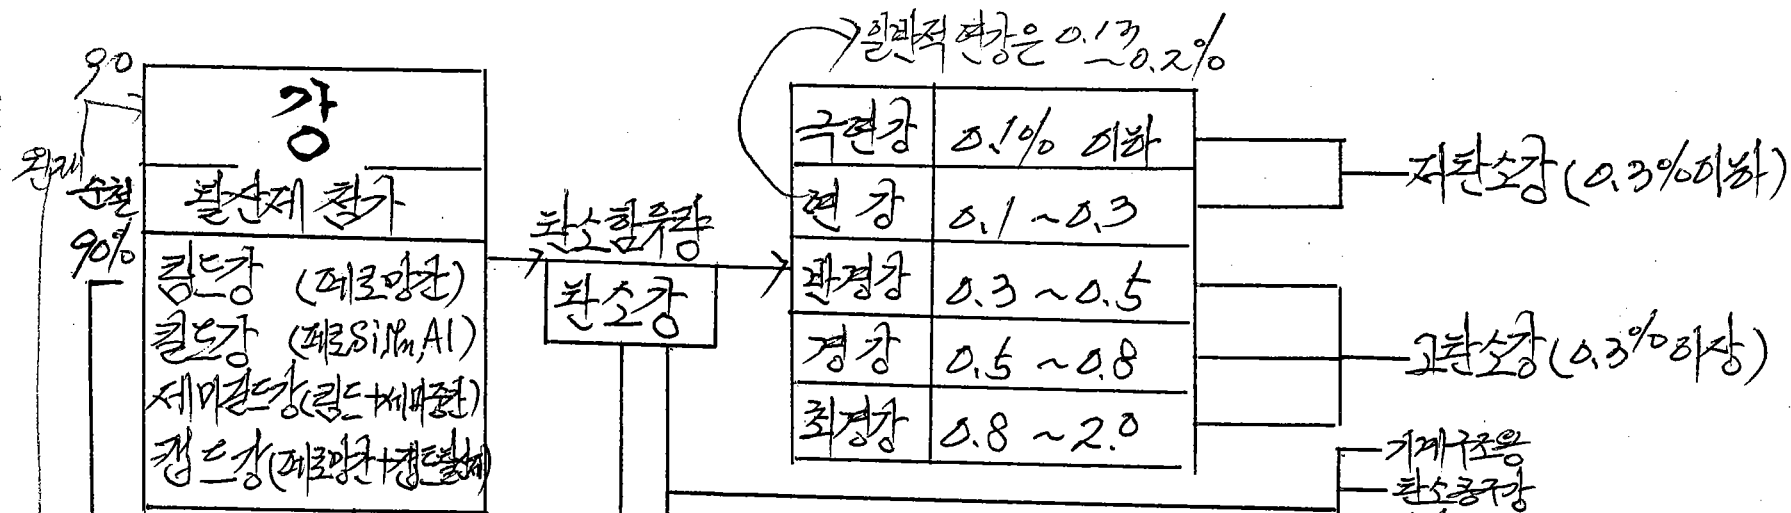 일반적 연강은 0.13
~0.2%
90
강
극연강 0.1% 이하
저탄소강(0.3%이하)
순철
탈산제 첨가
연강 0.1~0.3
탄소함유량
90%
림드강 (페로망간)
반경강 0.3~0.5
탄소강
킬드강 (페로Si,Mn,Al)
경강 0.5~0.8
고탄소강(0.3%이상)
세미킬드강(림드+세미중간)
최경강 0.8~2.0
캡드강(페로망간+캡드탈산제)
기계구조용
탄소공구강